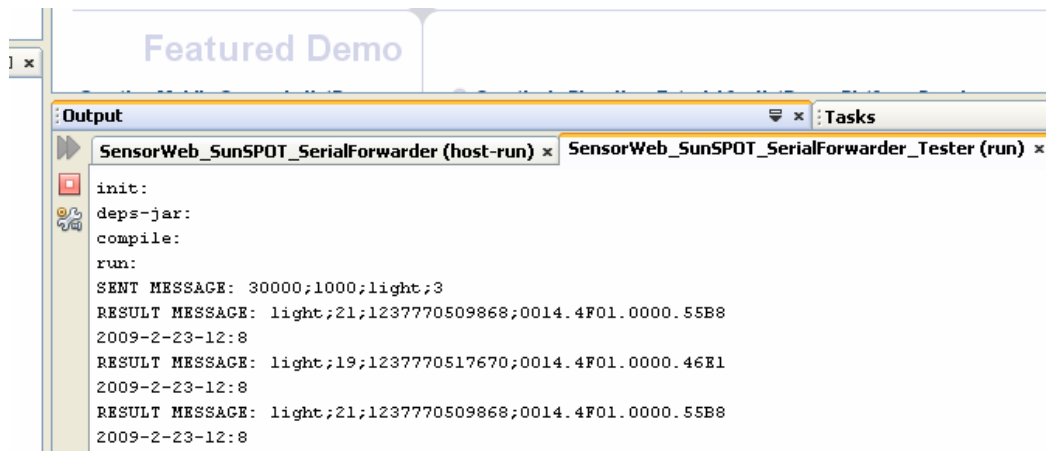 Featured Demo
Output
Tasks
SensorWeb_SunSPOT_SerialForwarder (host-run)
SensorWeb_SunSPOT_SerialForwarder_Tester (run)
init:
deps-jar:
compile:
run:
SENT MESSAGE: 30000;1000;light;3
RESULT MESSAGE: light;21;1237770509868;0014.4F01.0000.55B8
2009-2-23-12:8
RESULT MESSAGE: light;19;1237770517670;0014.4F01.0000.46E1
2009-2-23-12:8
RESULT MESSAGE: light;21;1237770509868;0014.4F01.0000.55B8
2009-2-23-12:8